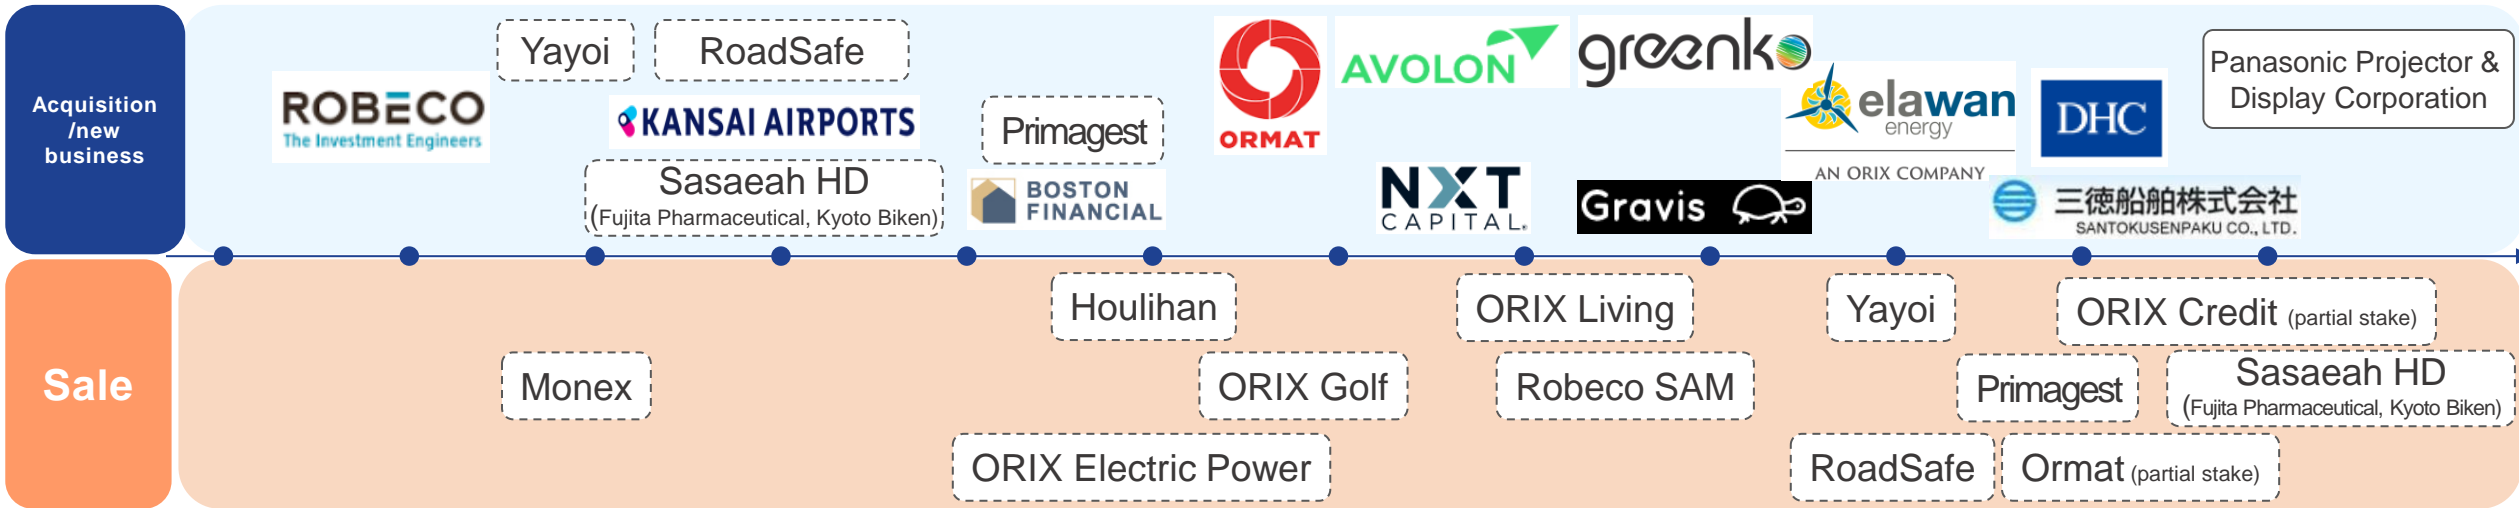 Acquisition
/new
business
ROBECO
The Investment Engineers
Yayoi
RoadSafe
KANSAI AIRPORTS
Sasaeah HD
(Fujita Pharmaceutical, Kyoto Biken)
Primagest
BOSTON
FINANCIAL
ORMAT
AVOLON
NXT
CAPITAL®
greenko
Gravis
elawan
energy
AN ORIX COMPANY
DHC
三徳船舶株式会社
SANTOKUSENPAKU CO., LTD.
Panasonic Projector &
Display Corporation
Sale
Monex
Houlihan
ORIX Golf
ORIX Electric Power
ORIX Living
Robeco SAM
Yayoi
RoadSafe
Primagest
ORIX Credit (partial stake)
Sasaeah HD
(Fujita Pharmaceutical, Kyoto Biken)
Ormat (partial stake)